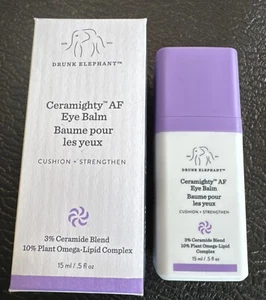 DRUNK ELEPHANT™
Ceramighty™ AF
Eye Balm
Baume pour
les yeux
CUSHION + STRENGTHEN
3% Ceramide Blend
10% Plant Omega-Lipid Complex
15 ml / .5 fl oz
DRUNK ELEPHANT™
Ceramighty™ AF
Eye Balm
Baume pour
les yeux
CUSHION + STRENGTHEN
3% Ceramide Blend
10% Plant Omega-Lipid
Complex
15 ml / .5 fl oz